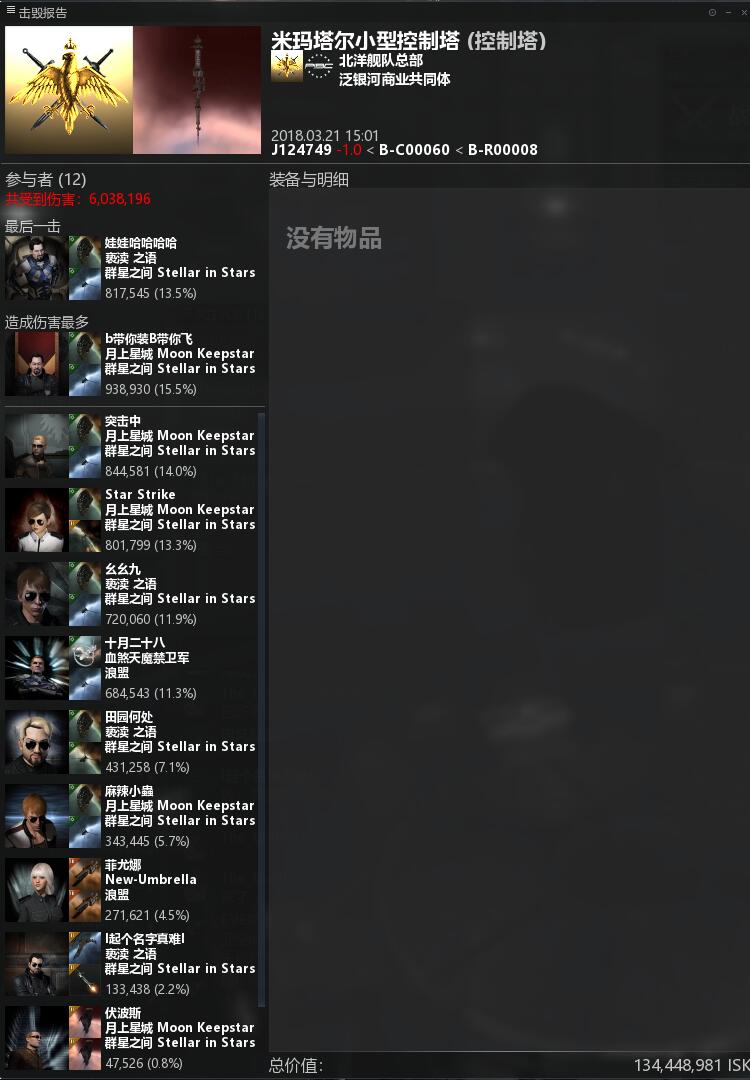 击毁报告
米玛塔尔小型控制塔 (控制塔)
北洋舰队总部
泛银河商业共同体
2018.03.21 15:01
J124749 -1.0 < B-C00060 < B-R00008
参与者 (12)
共受到伤害: 6,038,196
最后一击
娃娃哈哈哈哈
亵渎 之语
群星之间 Stellar in Stars
817,545 (13.5%)
造成伤害最多
b带你装B带你飞
月上星城 Moon Keepstar
群星之间 Stellar in Stars
938,930 (15.5%)
突击中
月上星城 Moon Keepstar
群星之间 Stellar in Stars
844,581 (14.0%)
Star Strike
月上星城 Moon Keepstar
群星之间 Stellar in Stars
801,799 (13.3%)
幺幺九
亵渎 之语
群星之间 Stellar in Stars
720,060 (11.9%)
十月二十八
血煞天魔禁卫军
浪盟
684,543 (11.3%)
田园何处
亵渎 之语
群星之间 Stellar in Stars
431,258 (7.1%)
麻辣小蟲
月上星城 Moon Keepstar
群星之间 Stellar in Stars
343,445 (5.7%)
菲尤娜
New-Umbrella
浪盟
271,621 (4.5%)
I起个名字真难I
亵渎 之语
群星之间 Stellar in Stars
133,438 (2.2%)
伏波斯
月上星城 Moon Keepstar
群星之间 Stellar in Stars
47,526 (0.8%)
装备与明细
没有物品
总价值:
134,448,981 ISK